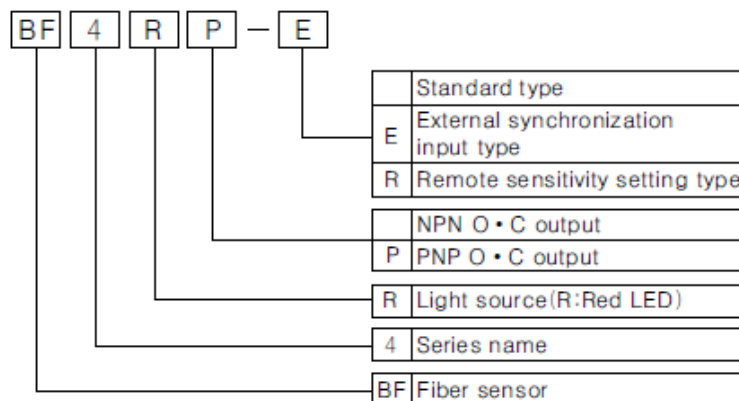 BF 4 R P – E
Standard type
E External synchronization
input type
R Remote sensitivity setting type
NPN O • C output
P PNP O • C output
R Light source(R:Red LED)
4 Series name
BF Fiber sensor